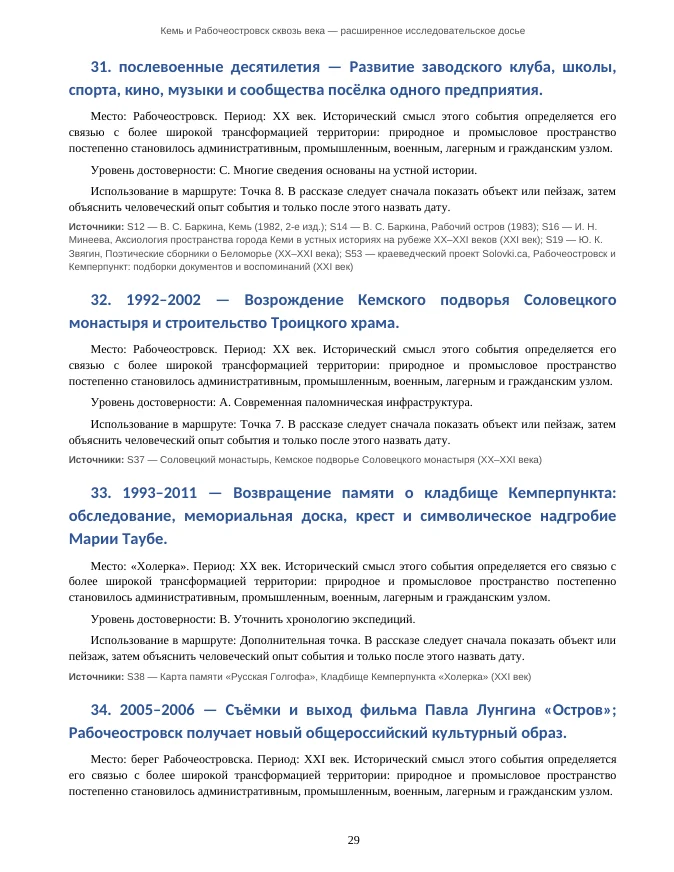 Кемь и Рабочеостровск сквозь века — расширенное исследовательское досье
31. послевоенные десятилетия — Развитие заводского клуба, школы,
спорта, кино, музыки и сообщества посёлка одного предприятия.
Место: Рабочеостровск. Период: XX век. Исторический смысл этого события определяется его
связью с более широкой трансформацией территории: природное и промысловое пространство
постепенно становилось административным, промышленным, военным, лагерным и гражданским узлом.
Уровень достоверности: C. Многие сведения основаны на устной истории.
Использование в маршруте: Точка 8. В рассказе следует сначала показать объект или пейзаж, затем
объяснить человеческий опыт события и только после этого назвать дату.
Источники: S12 — В. С. Баркина, Кемь (1982, 2-е изд.); S14 — В. С. Баркина, Рабочий остров (1983); S16 — И. Н.
Минеева, Аксиология пространства города Кеми в устных историях на рубеже XX–XXI веков (XXI век); S19 — Ю. К.
Звягин, Поэтические сборники о Беломорье (XX–XXI века); S53 — краеведческий проект Solovki.ca, Рабочеостровск и
Кемперпункт: подборки документов и воспоминаний (XXI век)
32. 1992–2002 — Возрождение Кемского подворья Соловецкого
монастыря и строительство Троицкого храма.
Место: Рабочеостровск. Период: XX век. Исторический смысл этого события определяется его
связью с более широкой трансформацией территории: природное и промысловое пространство
постепенно становилось административным, промышленным, военным, лагерным и гражданским узлом.
Уровень достоверности: A. Современная паломническая инфраструктура.
Использование в маршруте: Точка 7. В рассказе следует сначала показать объект или пейзаж, затем
объяснить человеческий опыт события и только после этого назвать дату.
Источники: S37 — Соловецкий монастырь, Кемское подворье Соловецкого монастыря (XX–XXI века)
33. 1993–2011 — Возвращение памяти о кладбище Кемперпункта:
обследование, мемориальная доска, крест и символическое надгробие
Марии Таубе.
Место: «Холерка». Период: XX век. Исторический смысл этого события определяется его связью с
более широкой трансформацией территории: природное и промысловое пространство постепенно
становилось административным, промышленным, военным, лагерным и гражданским узлом.
Уровень достоверности: B. Уточнить хронологию экспедиций.
Использование в маршруте: Дополнительная точка. В рассказе следует сначала показать объект или
пейзаж, затем объяснить человеческий опыт события и только после этого назвать дату.
Источники: S38 — Карта памяти «Русская Голгофа», Кладбище Кемперпункта «Холерка» (XXI век)
34. 2005–2006 — Съёмки и выход фильма Павла Лунгина «Остров»;
Рабочеостровск получает новый общероссийский культурный образ.
Место: берег Рабочеостровска. Период: XXI век. Исторический смысл этого события определяется
его связью с более широкой трансформацией территории: природное и промысловое пространство
постепенно становилось административным, промышленным, военным, лагерным и гражданским узлом.
29